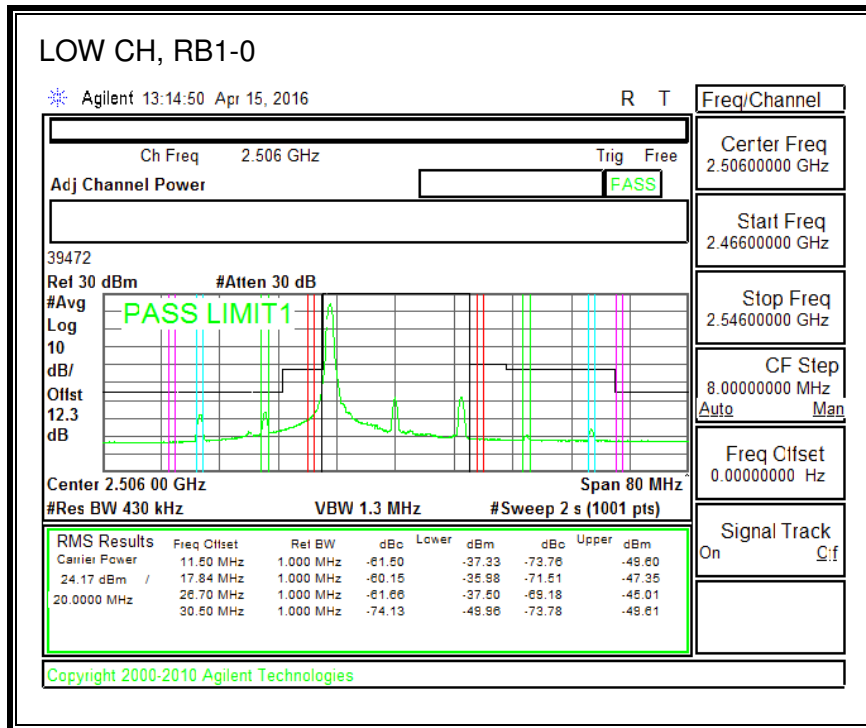 LOW CH, RB1-0
Agilent 13:14:50 Apr 15, 2016 R T
Freq/Channel
Ch Freq 2.506 GHz Trig Free
Adj Channel Power PASS
Center Freq
2.50600000 GHz
Start Freq
2.46600000 GHz
Stop Freq
2.54600000 GHz
CF Step
8.00000000 MHz
Auto Man
Freq Offset
0.00000000 Hz
Signal Track
On Off
39472
Ref 30 dBm #Atten 30 dB
#Avg
Log
10
dB/
Offst
12.3
dB
PASS LIMIT1
Center 2.506 00 GHz Span 80 MHz^
#Res BW 430 kHz VBW 1.3 MHz #Sweep 2 s (1001 pts)
RMS Results Freq Offset Ref BW dBc Lower dBm dBc Upper dBm
Carrier Power 11.50 MHz 1.000 MHz -61.50 -37.33 -73.76 -49.60
24.17 dBm / 17.84 MHz 1.000 MHz -60.15 -35.98 -71.51 -47.35
20.0000 MHz 26.70 MHz 1.000 MHz -61.66 -37.50 -69.18 -45.01
30.50 MHz 1.000 MHz -74.13 -49.96 -73.78 -49.61
Copyright 2000-2010 Agilent Technologies